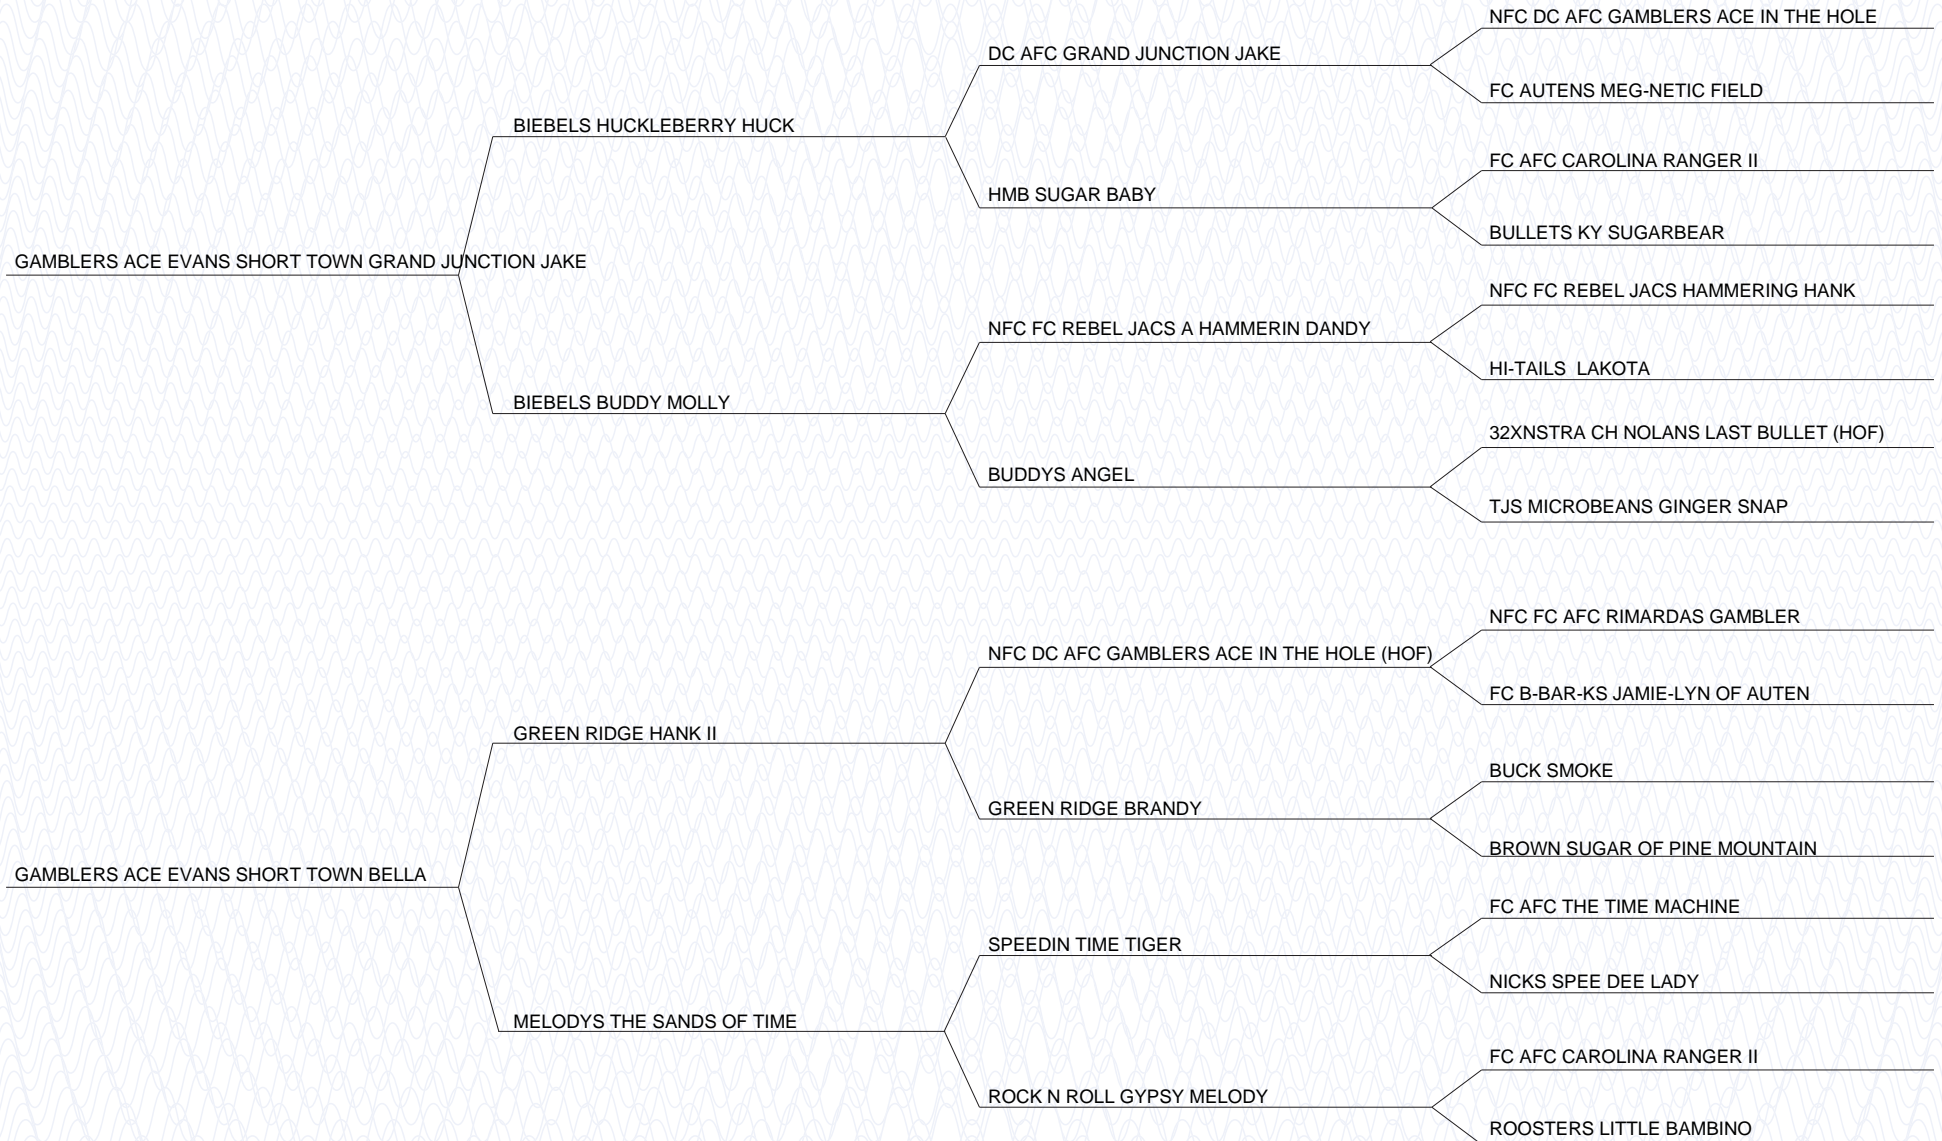 NFC DC AFC GAMBLERS ACE IN THE HOLE
DC AFC GRAND JUNCTION JAKE
FC AUTENS MEG-NETIC FIELD
BIEBELS HUCKLEBERRY HUCK
FC AFC CAROLINA RANGER II
HMB SUGAR BABY
BULLETS KY SUGARBEAR
GAMBLERS ACE EVANS SHORT TOWN GRAND JUNCTION JAKE
NFC FC REBEL JACS HAMMERING HANK
NFC FC REBEL JACS A HAMMERIN DANDY
HI-TAILS  LAKOTA
BIEBELS BUDDY MOLLY
32XNSTRA CH NOLANS LAST BULLET (HOF)
BUDDYS ANGEL
TJS MICROBEANS GINGER SNAP
NFC FC AFC RIMARDAS GAMBLER
NFC DC AFC GAMBLERS ACE IN THE HOLE (HOF)
FC B-BAR-KS JAMIE-LYN OF AUTEN
GREEN RIDGE HANK II
BUCK SMOKE
GREEN RIDGE BRANDY
BROWN SUGAR OF PINE MOUNTAIN
GAMBLERS ACE EVANS SHORT TOWN BELLA
FC AFC THE TIME MACHINE
SPEEDIN TIME TIGER
NICKS SPEE DEE LADY
MELODYS THE SANDS OF TIME
FC AFC CAROLINA RANGER II
ROCK N ROLL GYPSY MELODY
ROOSTERS LITTLE BAMBINO